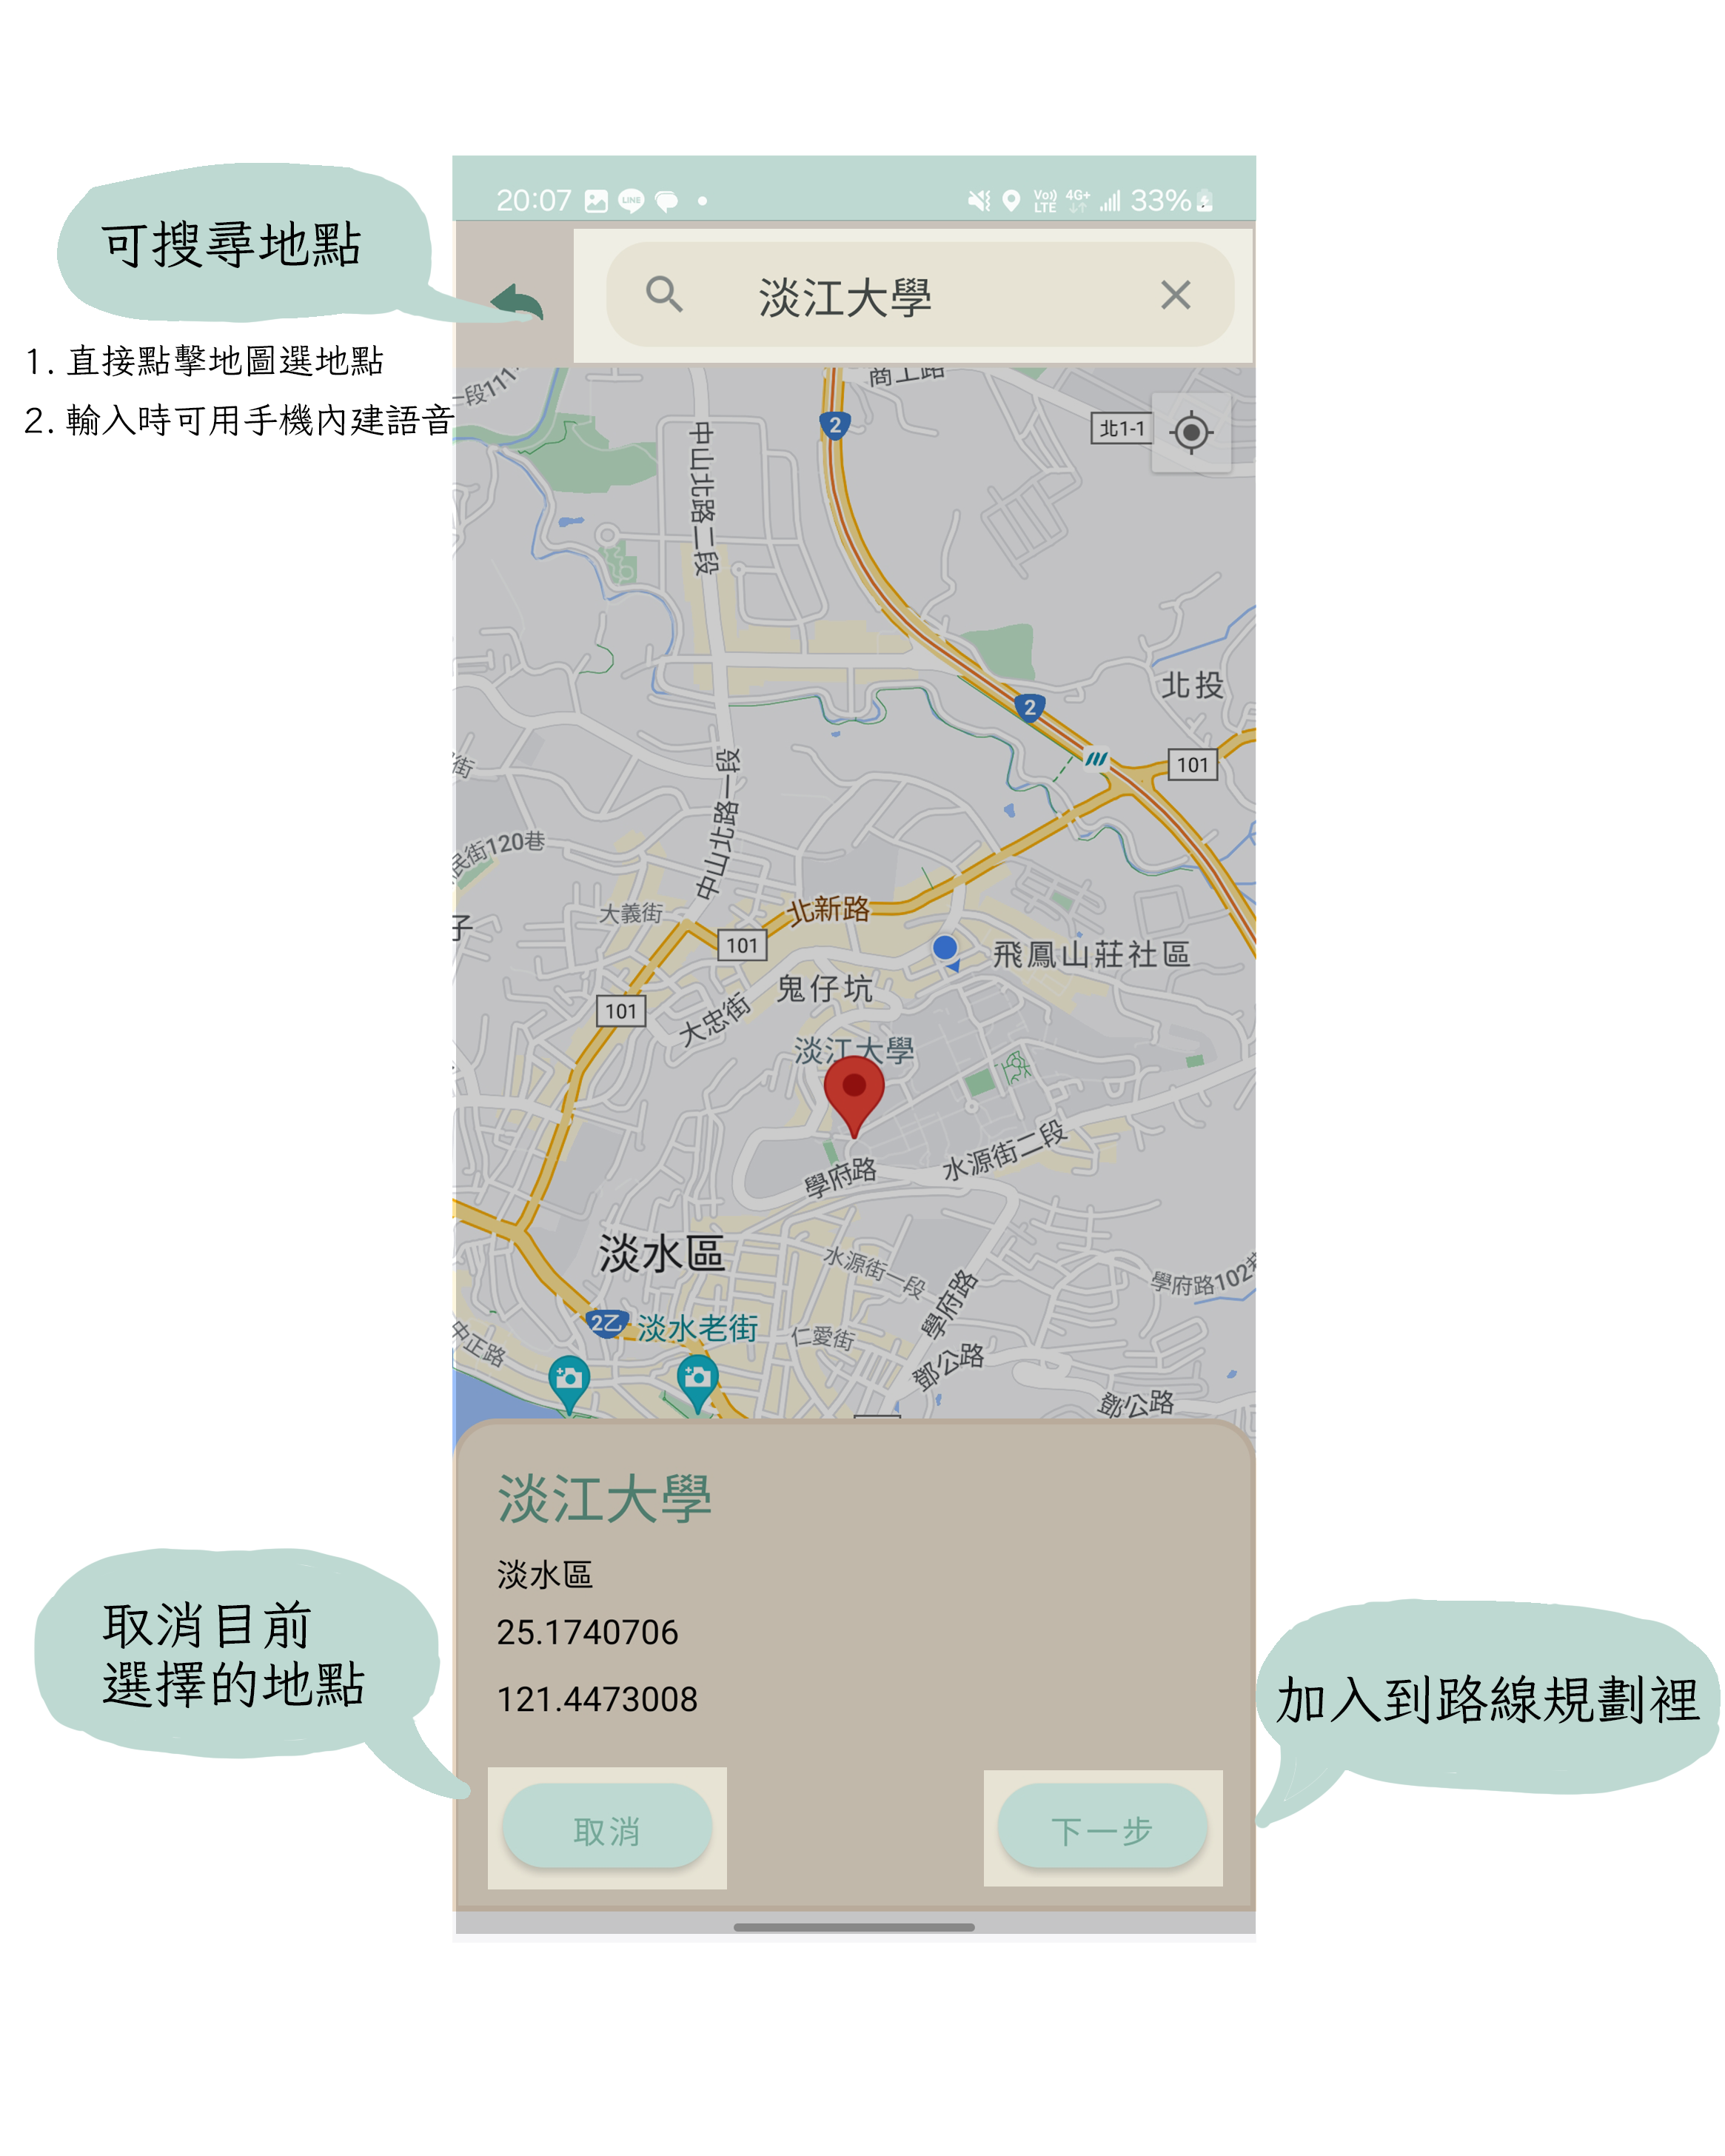 20:07 LINE Vo)) LTE 4G+ 33%
可搜尋地點
淡江大學
1. 直接點擊地圖選地點
2. 輸入時可用手機內建語音
商工路
2
北1-1
中山北路二段
北投
2
101
中山北路一段
街
民街120巷
大義街
北新路
子
101
飛鳳山莊社區
鬼仔坑
101
大忠街
淡江大學
水源街二段
學府路
淡水區
水源街一段
學府路102巷
學府路
2乙
淡水老街
仁愛街
中正路
鄧公路
鄧公路
淡江大學
淡水區
25.1740706
121.4473008
取消目前
選擇的地點
加入到路線規劃裡
取消
下一步